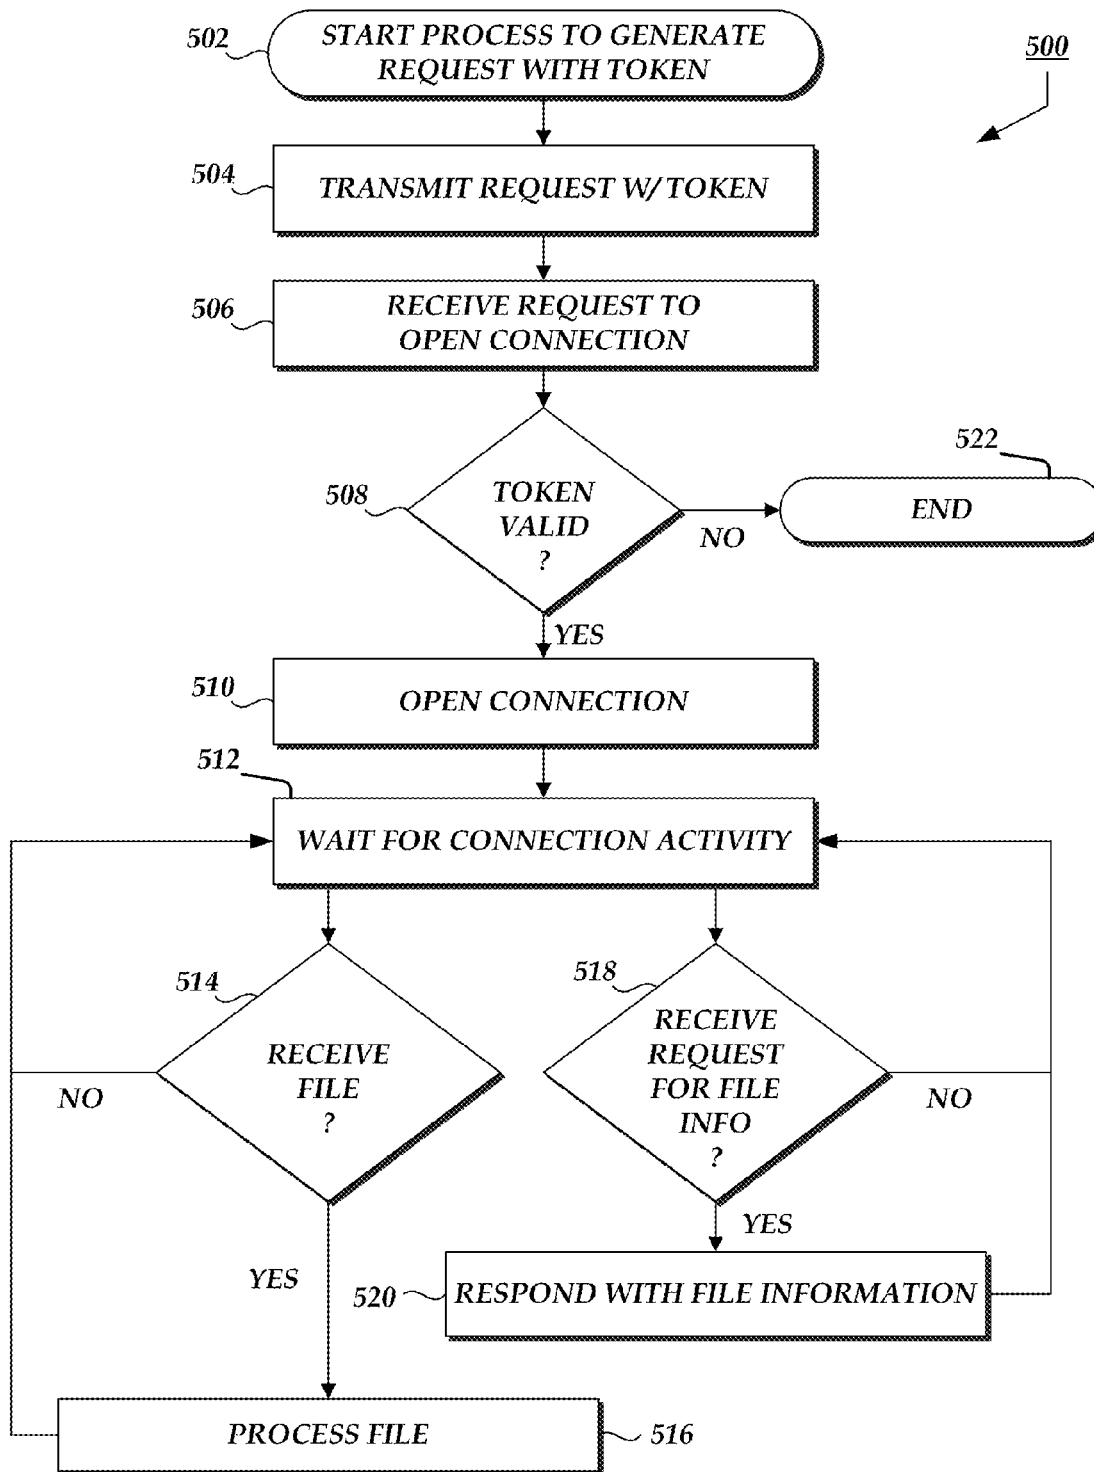 502
START PROCESS TO GENERATE
REQUEST WITH TOKEN
500
504
TRANSMIT REQUEST W/ TOKEN
506
RECEIVE REQUEST TO
OPEN CONNECTION
508
TOKEN
VALID
?
NO
522
END
YES
510
OPEN CONNECTION
512
WAIT FOR CONNECTION ACTIVITY
514
RECEIVE
FILE
?
NO
YES
518
RECEIVE
REQUEST
FOR FILE
INFO
?
NO
YES
520
RESPOND WITH FILE INFORMATION
PROCESS FILE
516